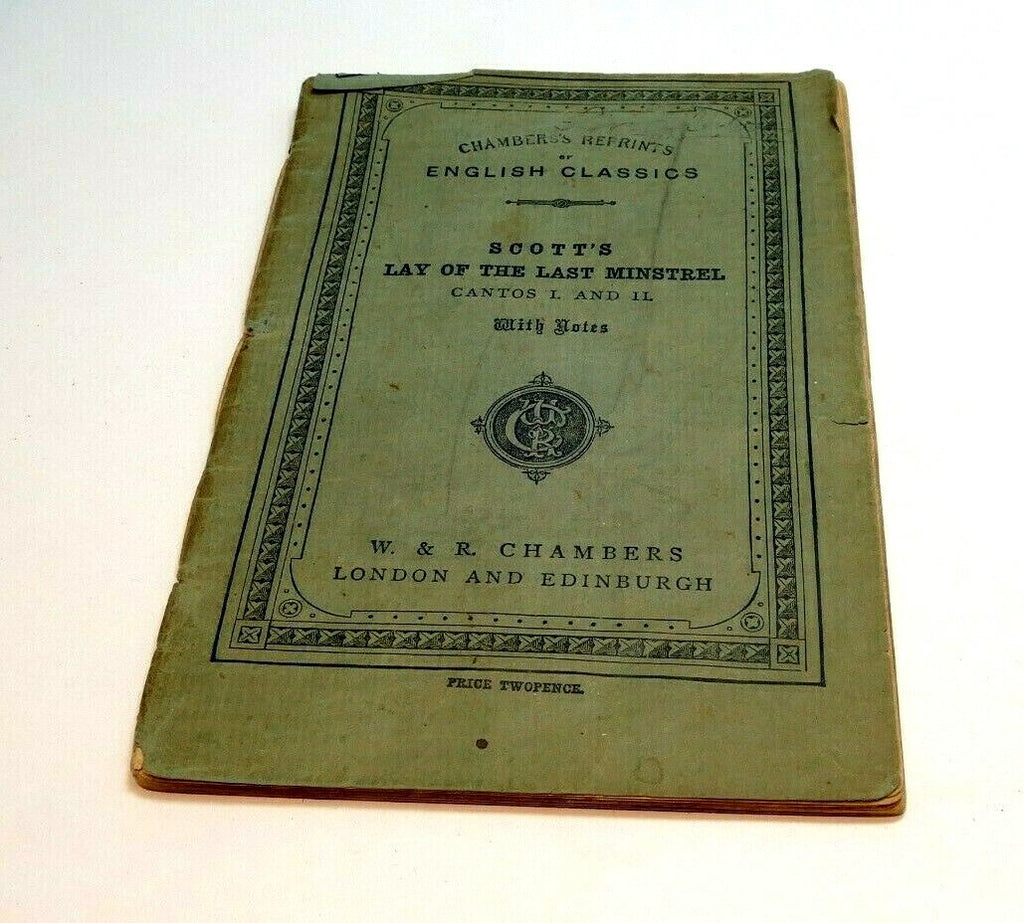 CHAMBERS'S REPRINTS
OF
ENGLISH CLASSICS
SCOTT'S
LAY OF THE LAST MINSTREL
CANTOS I. AND II.
With Notes
W. & R. CHAMBERS
LONDON AND EDINBURGH
PRICE TWOPENCE.